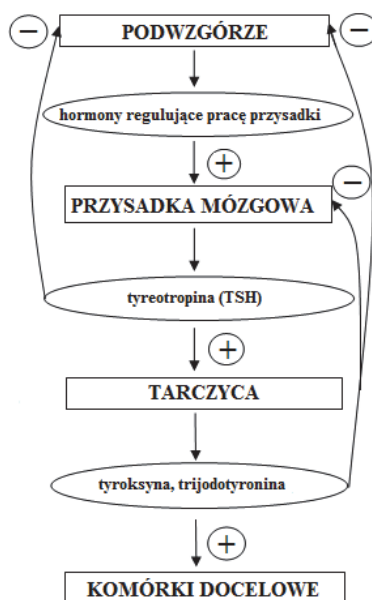 − PODWZGÓRZE −
hormony regulujące pracę przysadki
+
−
PRZYSADKA MÓZGOWA
tyreotropina (TSH)
+
TARCZYCA
tyroksyna, trijodotyronina
+
KOMÓRKI DOCELOWE